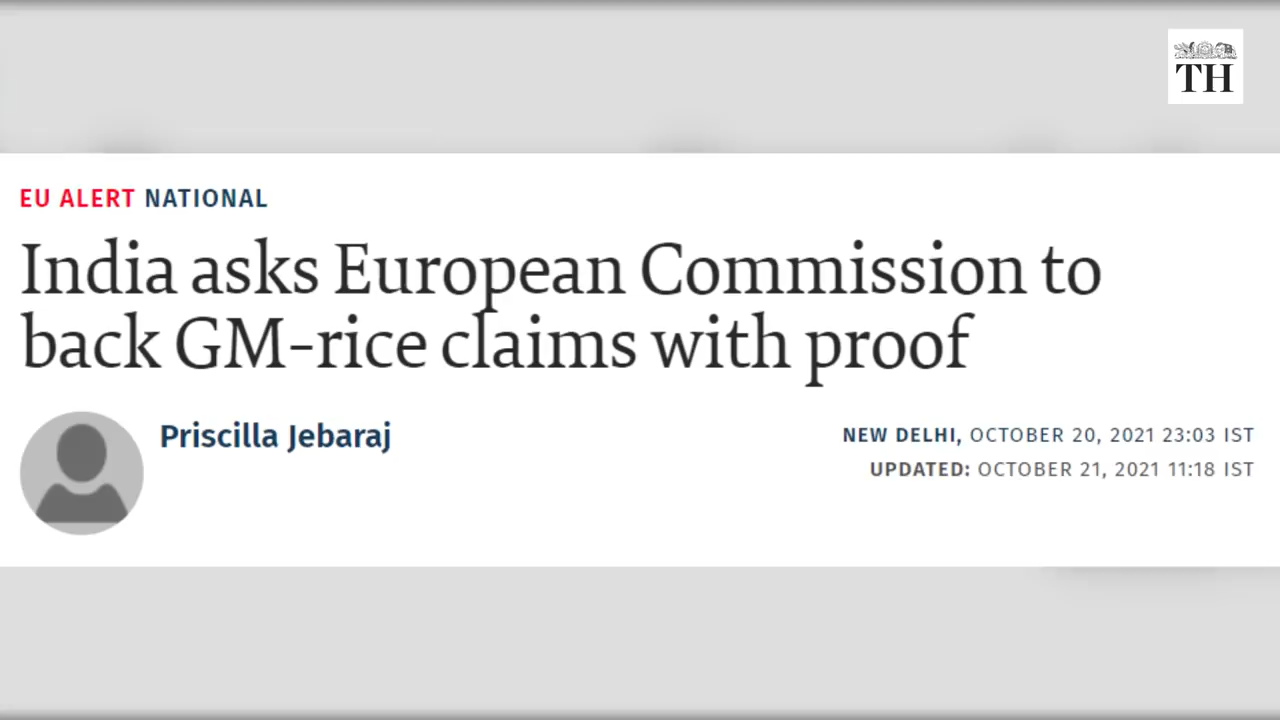 TH
EU ALERT NATIONAL
India asks European Commission to
back GM-rice claims with proof
Priscilla Jebaraj
NEW DELHI, OCTOBER 20, 2021 23:03 IST
UPDATED: OCTOBER 21, 2021 11:18 IST